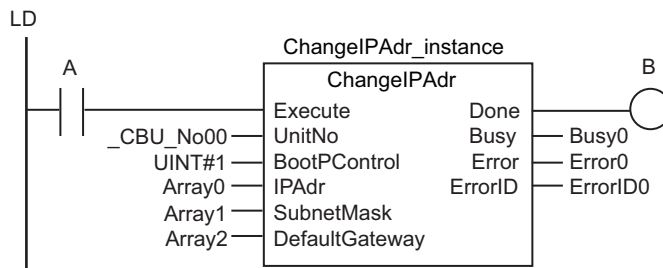 LD
ChangeIPAdr_instance
A
B
ChangeIPAdr
Execute Done
_CBU_No00 UnitNo Busy Busy0
UINT#1 BootPControl Error Error0
Array0 IPAdr ErrorID ErrorID0
Array1 SubnetMask
Array2 DefaultGateway